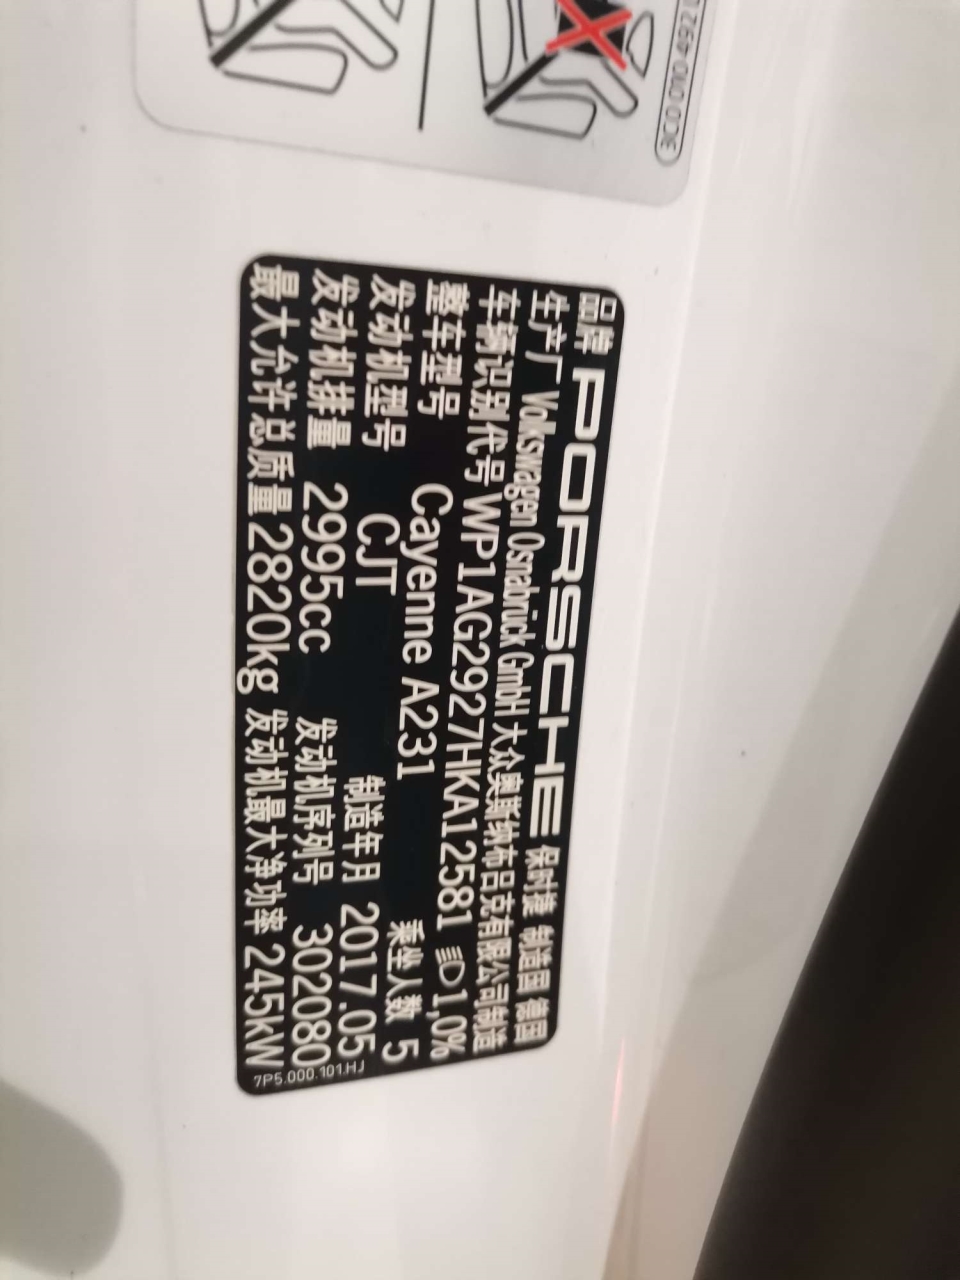 3C0 010 492
品牌 PORSCHE 保时捷 制造国 德国
生产厂 Volkswagen Osnabrück GmbH 大众奥斯纳布吕克有限公司制造
车辆识别代号 WP1AG2927HKA12581 1,0%
整车型号 Cayenne A231 乘坐人数 5
发动机型号 CJT 制造年月 2017.05
发动机排量 2995cc 发动机序列号 302080
最大允许总质量 2820kg 发动机最大净功率 245kW
7P5.000.101.HJ